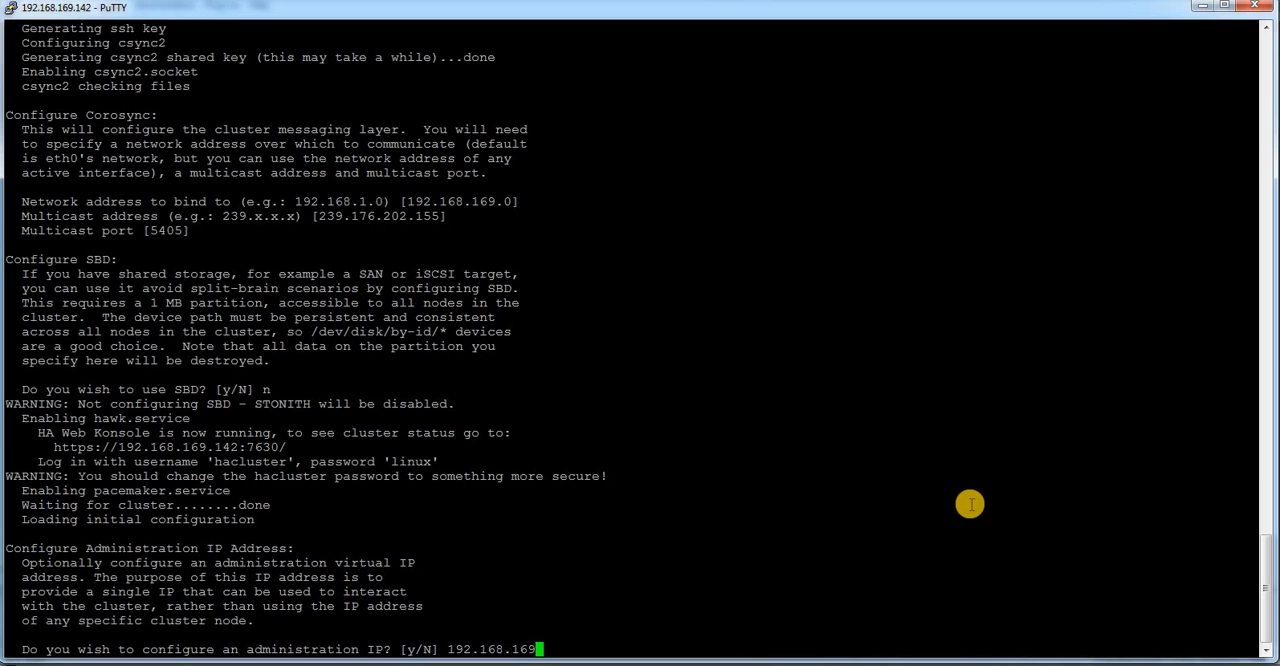 192.168.169.142 - PuTTY
Generating ssh key
Configuring csync2
Generating csync2 shared key (this may take a while)...done
Enabling csync2.socket
csync2 checking files
Configure Corosync:
This will configure the cluster messaging layer.  You will need
to specify a network address over which to communicate (default
is eth0's network, but you can use the network address of any
active interface), a multicast address and multicast port.
Network address to bind to (e.g.: 192.168.1.0) [192.168.169.0]
Multicast address (e.g.: 239.x.x.x) [239.176.202.155]
Multicast port [5405]
Configure SBD:
If you have shared storage, for example a SAN or iSCSI target,
you can use it avoid split-brain scenarios by configuring SBD.
This requires a 1 MB partition, accessible to all nodes in the
cluster.  The device path must be persistent and consistent
across all nodes in the cluster, so /dev/disk/by-id/* devices
are a good choice.  Note that all data on the partition you
specify here will be destroyed.
Do you wish to use SBD? [y/N] n
WARNING: Not configuring SBD - STONITH will be disabled.
Enabling hawk.service
HA Web Konsole is now running, to see cluster status go to:
https://192.168.169.142:7630/
Log in with username 'hacluster', password 'linux'
WARNING: You should change the hacluster password to something more secure!
Enabling pacemaker.service
Waiting for cluster........done
Loading initial configuration
Configure Administration IP Address:
Optionally configure an administration virtual IP
address. The purpose of this IP address is to
provide a single IP that can be used to interact
with the cluster, rather than using the IP address
of any specific cluster node.
Do you wish to configure an administration IP? [y/N] 192.168.169